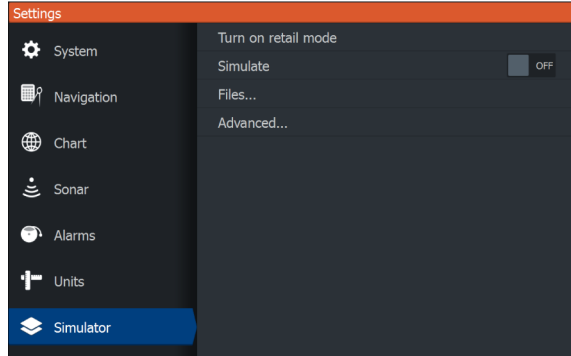 Settings
System
Navigation
Chart
Sonar
Alarms
Units
Simulator
Turn on retail mode
Simulate OFF
Files...
Advanced...